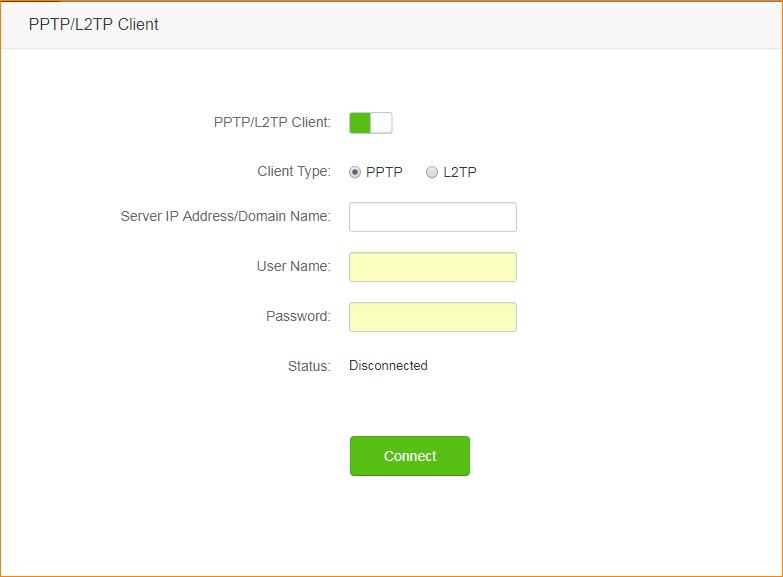 PPTP/L2TP Client
PPTP/L2TP Client:
Client Type: PPTP L2TP
Server IP Address/Domain Name:
User Name:
Password:
Status: Disconnected
Connect